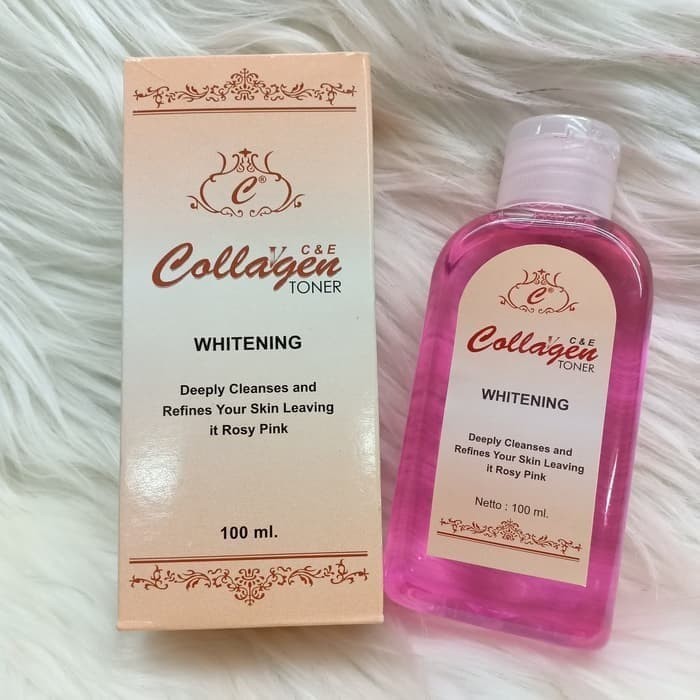 C®
C & E
Collagen
V
TONER
WHITENING
Deeply Cleanses and
Refines Your Skin Leaving
it Rosy Pink
100 ml.
C®
C & E
Collagen
V
TONER
WHITENING
Deeply Cleanses and
Refines Your Skin Leaving
it Rosy Pink
Netto : 100 ml.